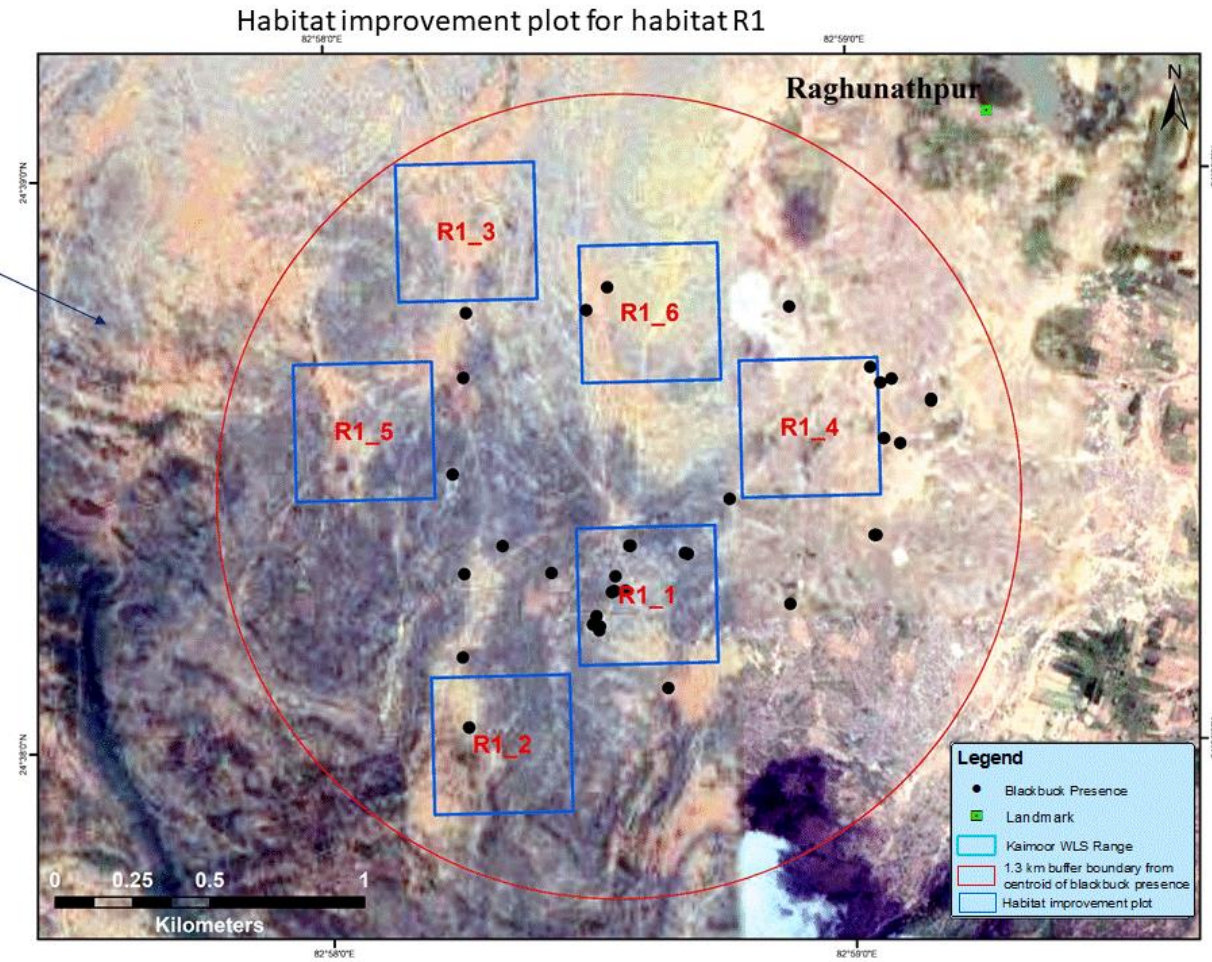 Habitat improvement plot for habitat R1
82°58'0"E
82°59'0"E
Raghunathpur
N
24°39'0"N
R1_3
R1_6
R1_5
R1_4
R1_1
R1_2
24°38'0"N
Legend
Blackbuck Presence
Landmark
Kaimoor WLS Range
1.3 km buffer boundary from
centroid of blackbuck presence
Habitat improvement plot
0 0.25 0.5 1
Kilometers
82°58'0"E
82°59'0"E